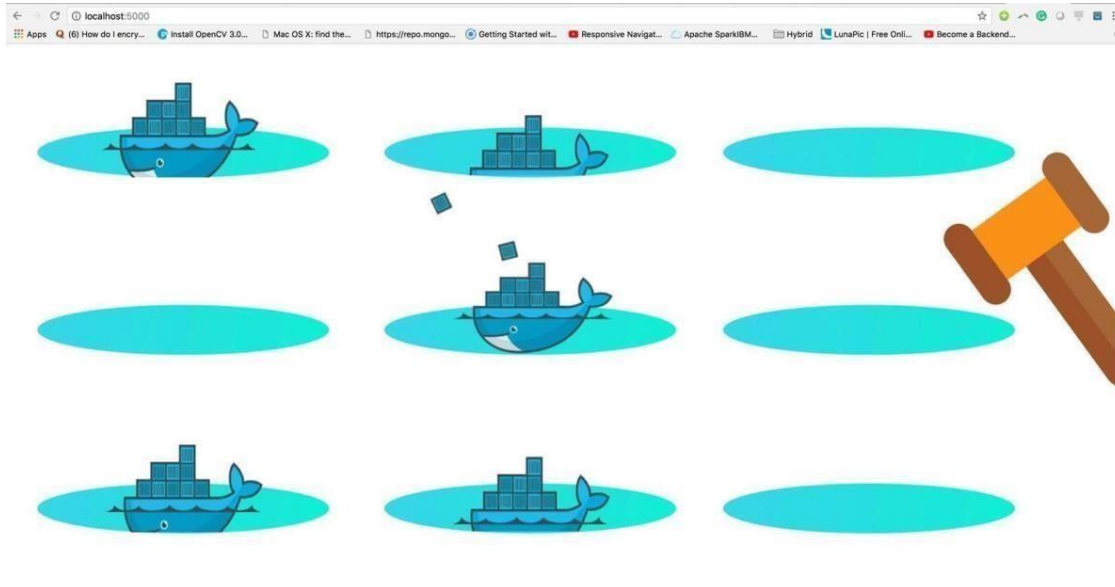 localhost:5000
Apps (6) How do I encry... Install OpenCV 3.0... Mac OS X: find the... https://repo.mongo... Getting Started wit... Responsive Navigat... Apache SparkIBM... Hybrid LunaPic | Free Onli... Become a Backend...